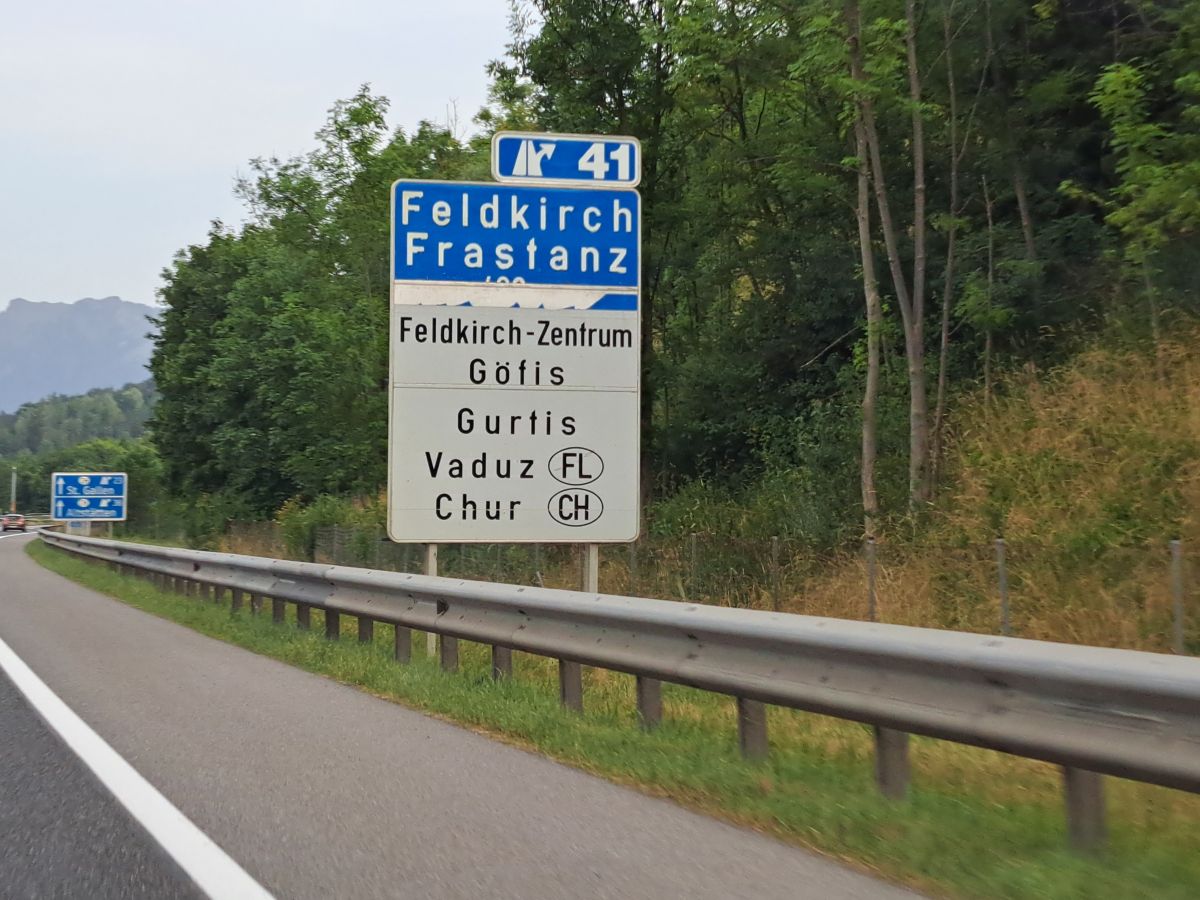 41
Feldkirch
Frastanz
Feldkirch-Zentrum
Göfis
Gurtis
Vaduz FL
Chur CH
St. Gallen